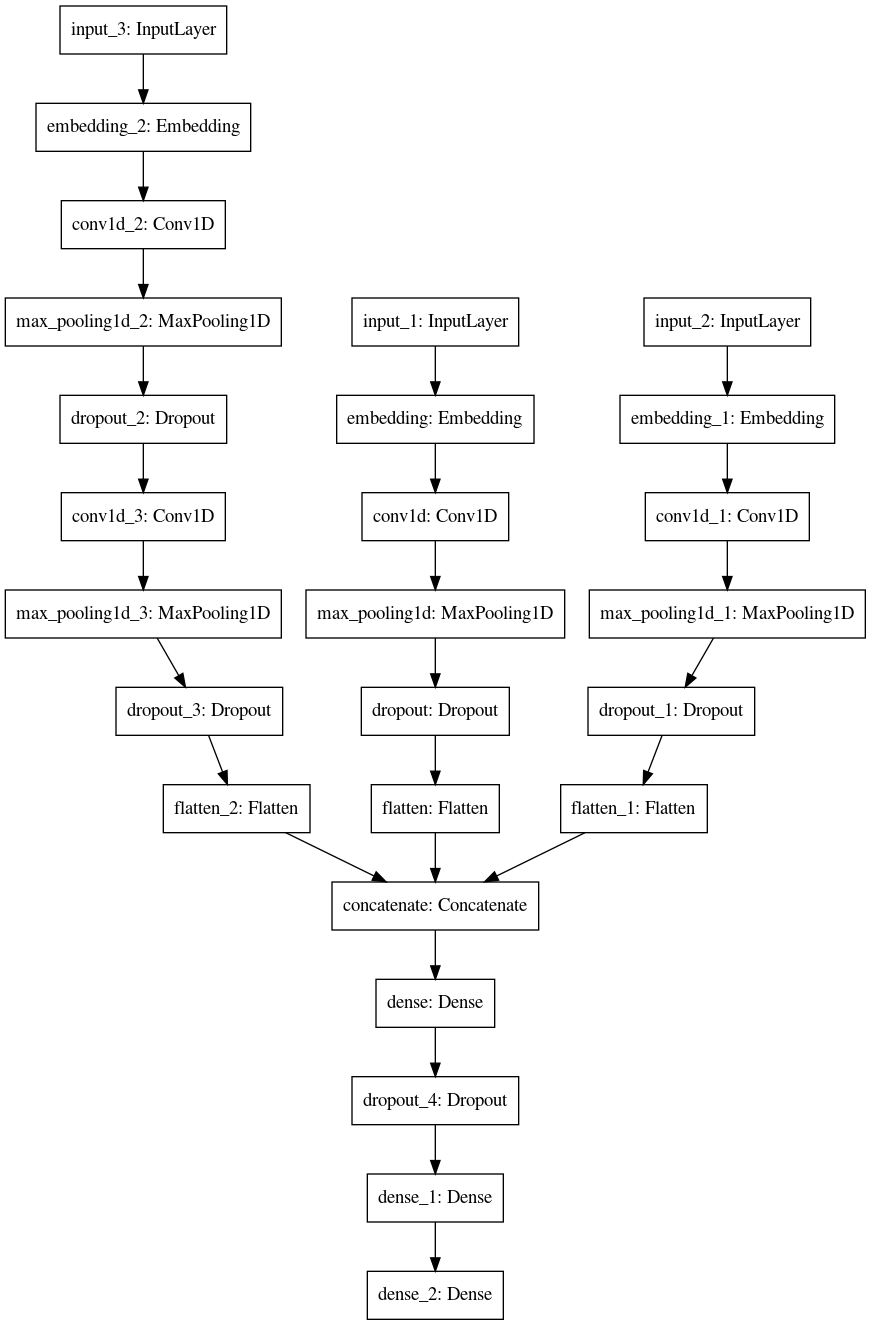 input_3: InputLayer
embedding_2: Embedding
conv1d_2: Conv1D
max_pooling1d_2: MaxPooling1D
input_1: InputLayer
input_2: InputLayer
dropout_2: Dropout
embedding: Embedding
embedding_1: Embedding
conv1d_3: Conv1D
conv1d: Conv1D
conv1d_1: Conv1D
max_pooling1d_3: MaxPooling1D
max_pooling1d: MaxPooling1D
max_pooling1d_1: MaxPooling1D
dropout_3: Dropout
dropout: Dropout
dropout_1: Dropout
flatten_2: Flatten
flatten: Flatten
flatten_1: Flatten
concatenate: Concatenate
dense: Dense
dropout_4: Dropout
dense_1: Dense
dense_2: Dense